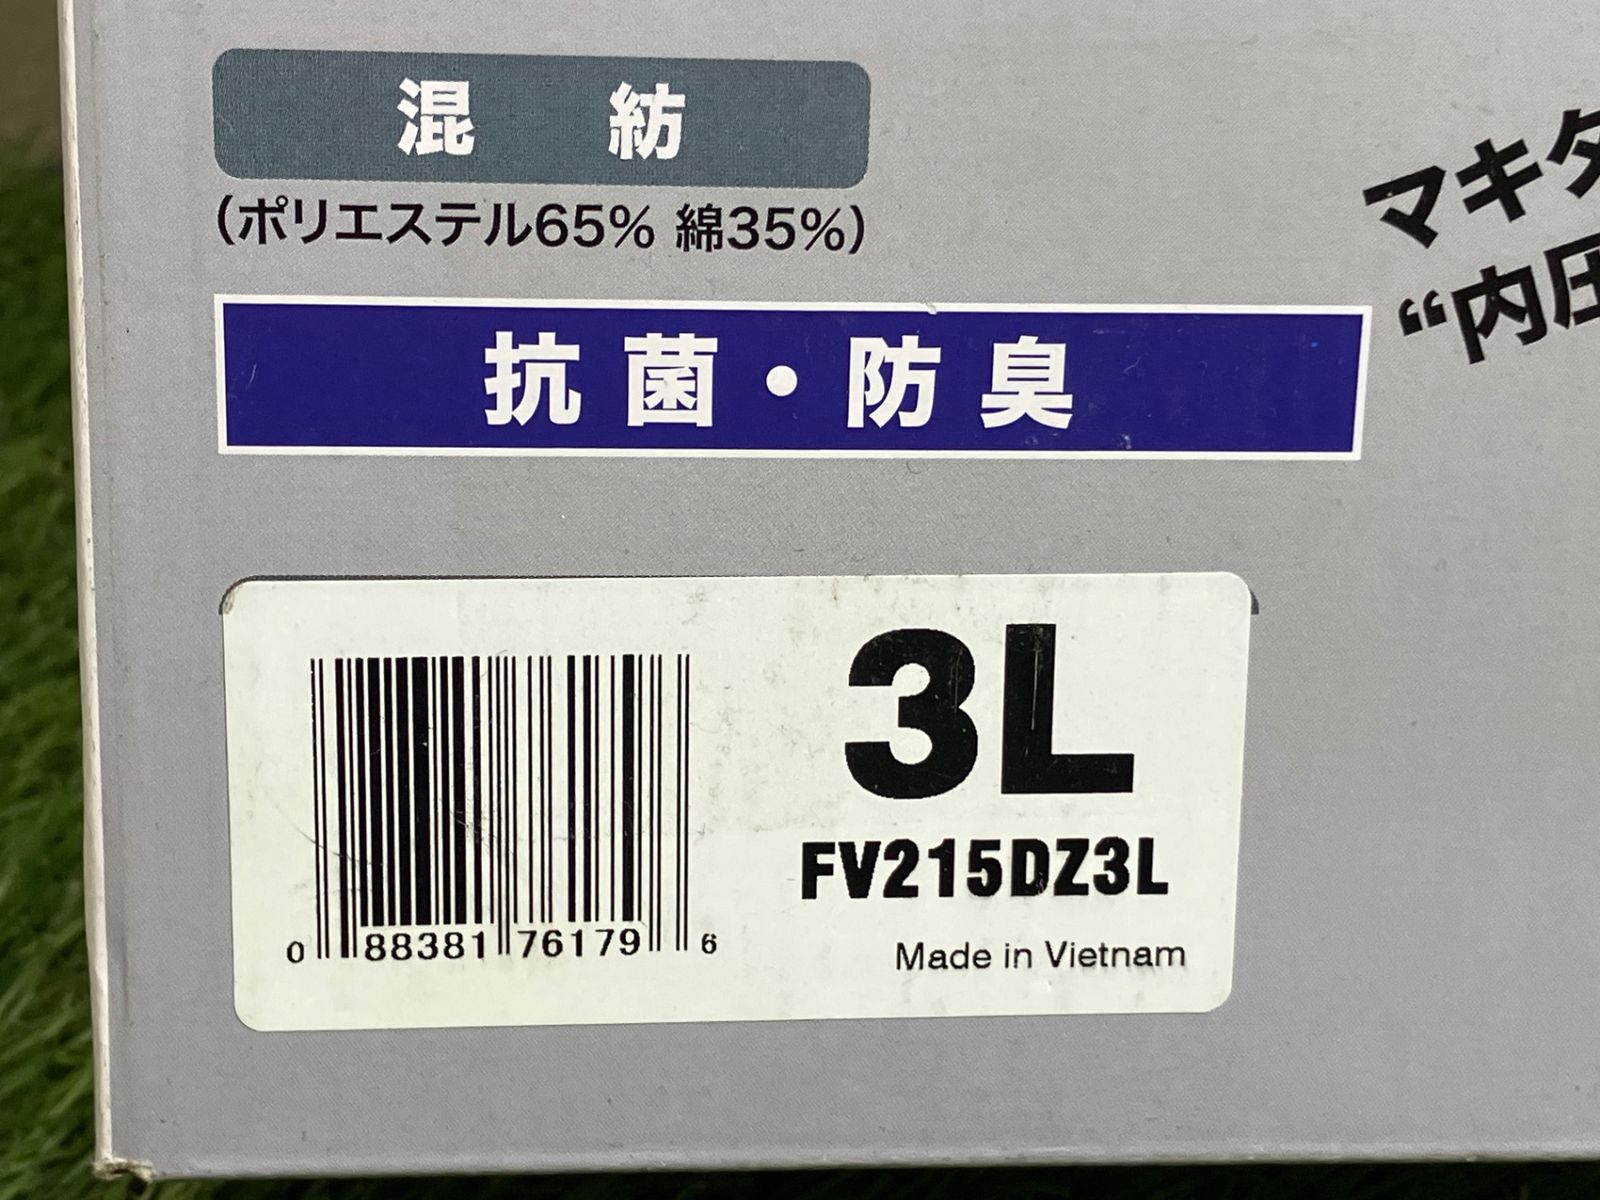 混紡
(ポリエステル65% 綿35%)
マキタ
“内圧
抗菌・防臭
3L
FV215DZ3L
Made in Vietnam
0 88381 76179 6